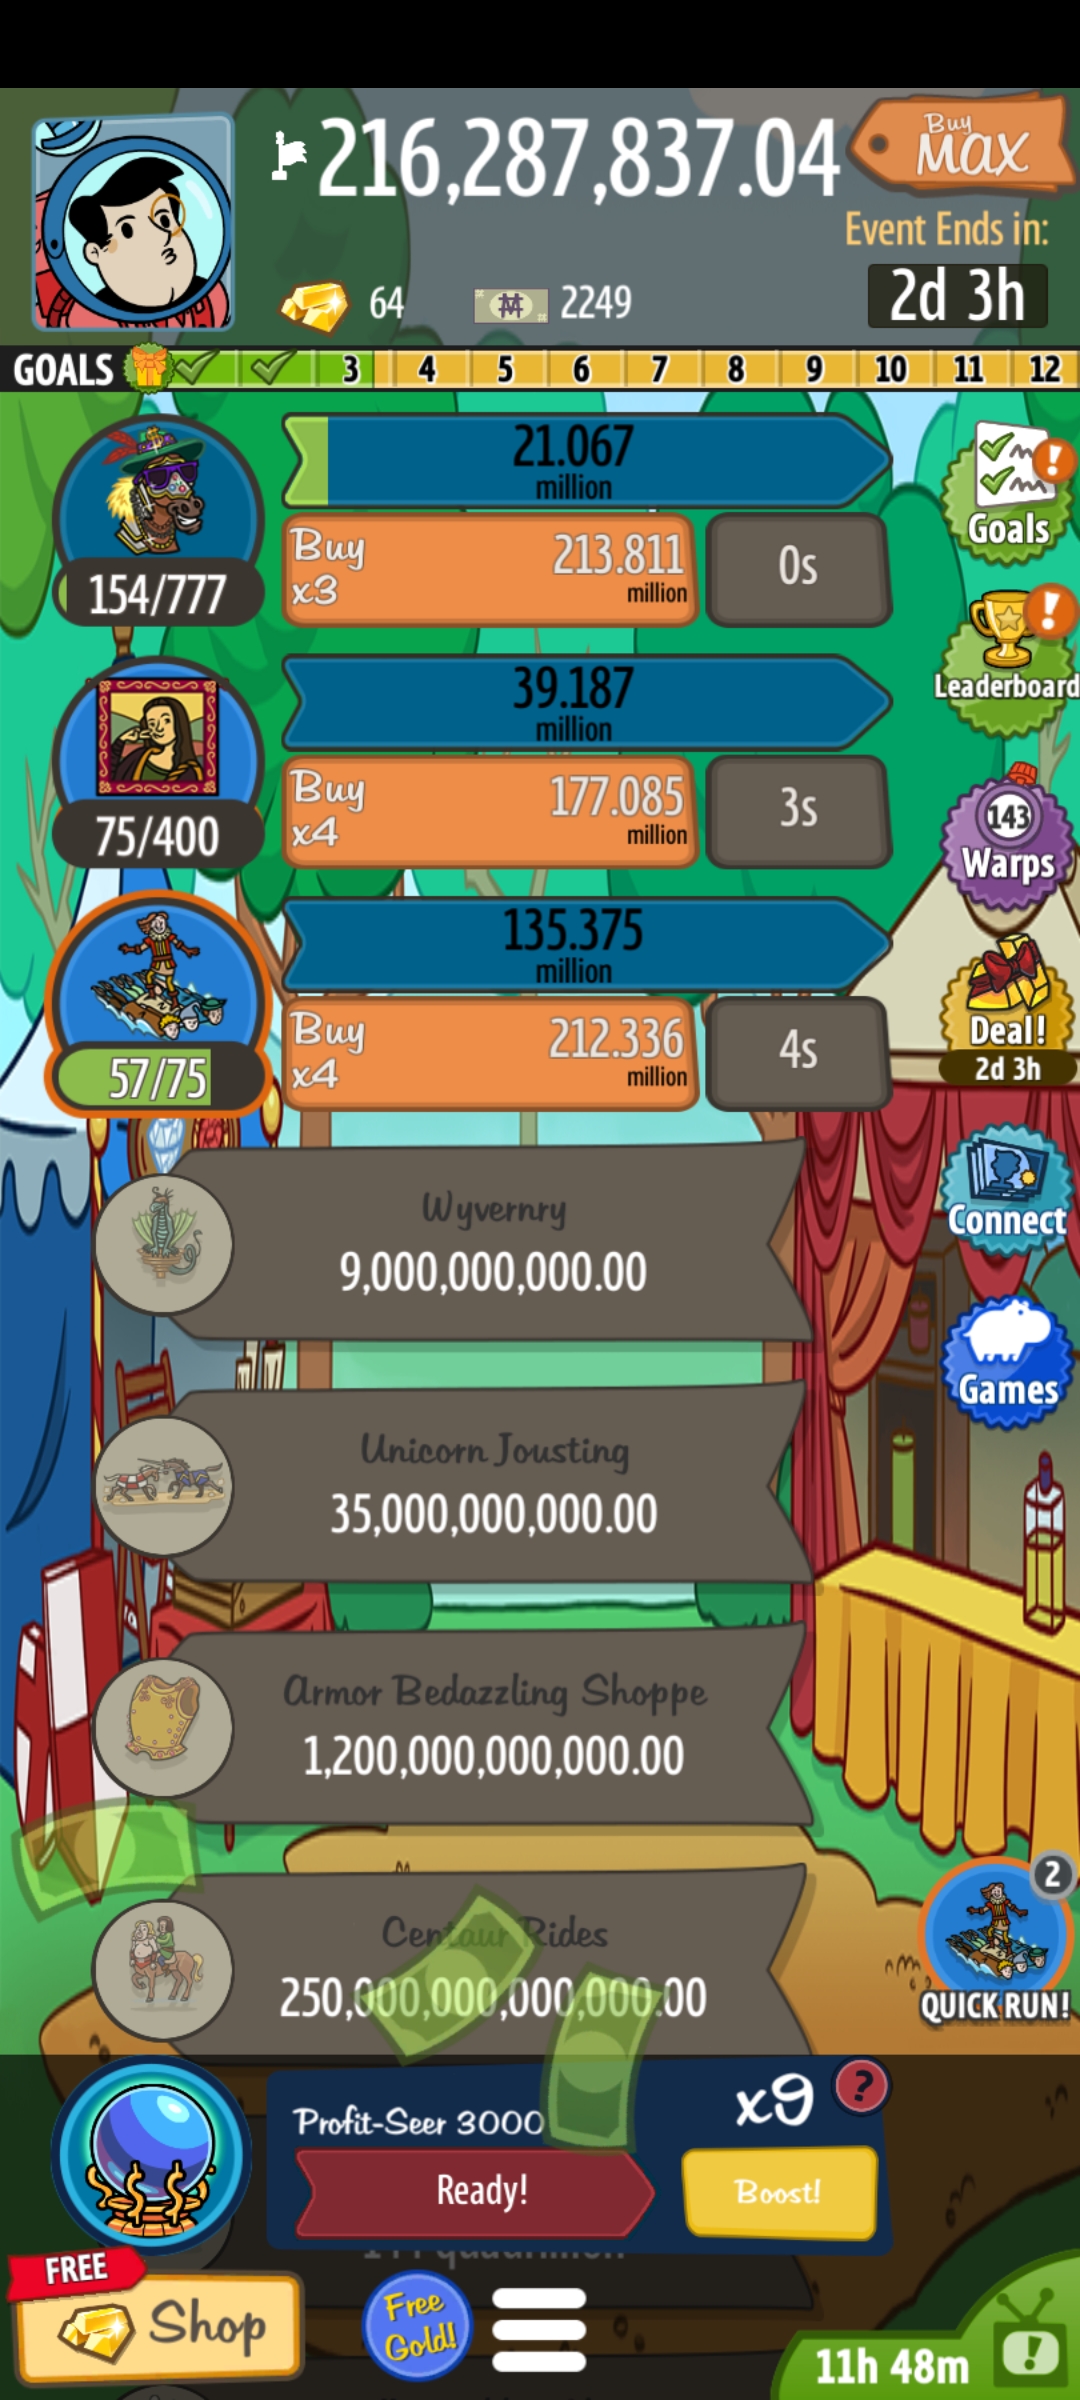 216,287,837.04
Buy
MAX
Event Ends in:
64
2249
2d 3h
GOALS
3 4 5 6 7 8 9 10 11 12
21.067
million
154/777
Buy
x3
213.811
million
0s
Goals
39.187
million
75/400
Buy
x4
177.085
million
3s
Leaderboard
143
Warps
135.375
million
57/75
Buy
x4
212.336
million
4s
Deal!
2d 3h
Wyvernry
9,000,000,000.00
Connect
Unicorn Jousting
35,000,000,000.00
Games
Armor Bedazzling Shoppe
1,200,000,000,000.00
Centaur Rides
250,000,000,000,000.00
2
QUICK RUN!
Profit-Seer 3000
x9
?
Ready!
Boost!
FREE
Shop
Free
Gold!
11h 48m